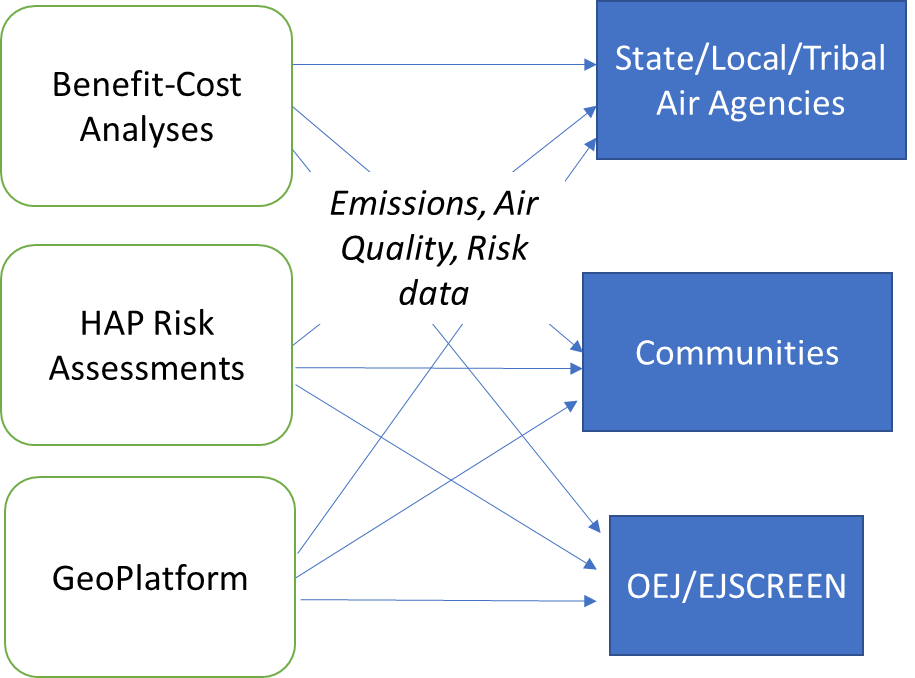 Benefit-Cost
Analyses
State/Local/Tribal
Air Agencies
Emissions, Air
Quality, Risk
data
HAP Risk
Assessments
Communities
GeoPlatform
OEJ/EJSCREEN